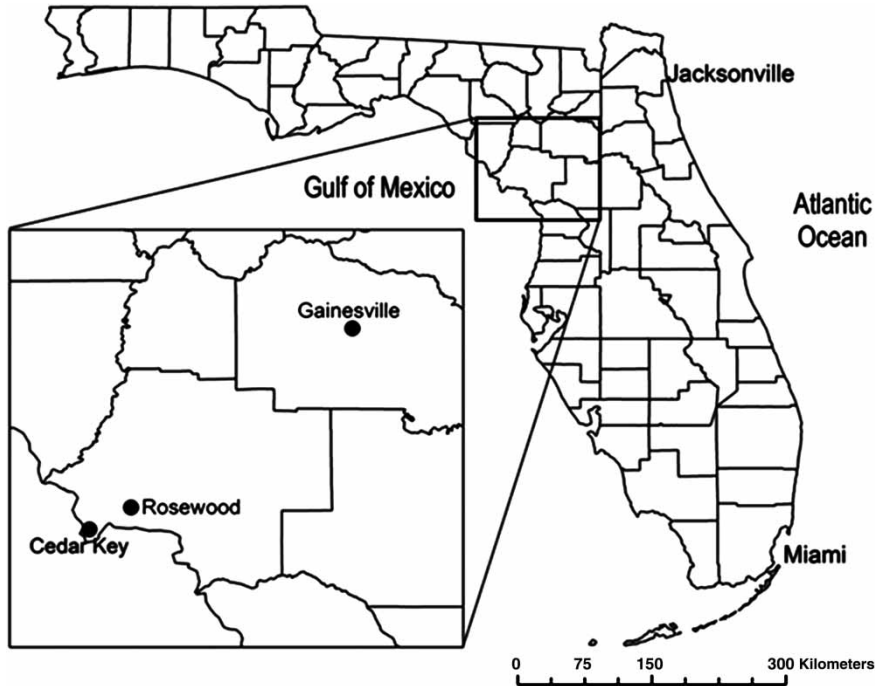 Jacksonville
Gulf of Mexico
Atlantic
Ocean
Gainesville
Rosewood
Cedar Key
Miami
0 75 150 300 Kilometers